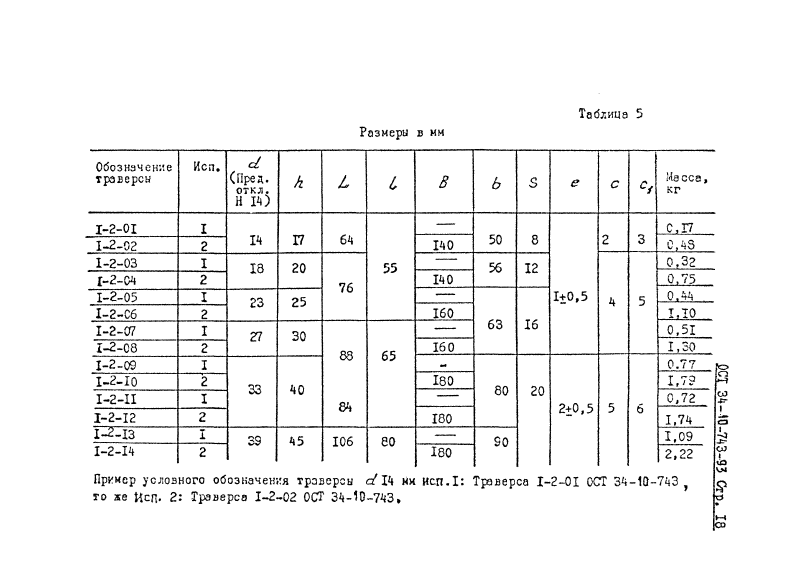 Таблица 5
Размеры в мм
Обозначение траверсы Исп. d (Пред. откл. H I4) h L l B b S e c c₁ Масса, кг
I-2-0I I I4 I7 64 55 — 50 8 I±0,5 2 3 0,I7
I-2-02 2 I40 0,43
I-2-03 I I8 20 76 — 56 I2 4 5 0,32
I-2-04 2 I40 0,75
I-2-05 I 23 25 — 63 I6 0,44
I-2-06 2 I60 I,I0
I-2-07 I 27 30 88 65 — 0,5I
I-2-08 2 I60 I,30
I-2-09 I 33 40 - 80 20 2±0,5 5 6 0.77
I-2-I0 2 I80 I,79
I-2-II I 84 — 0,72
I-2-I2 2 I80 I,74
I-2-I3 I 39 45 I06 80 — 90 I,09
I-2-I4 2 I80 2,22
Пример условного обозначения траверсы d I4 мм исп.I: Траверса I-2-0I ОСТ 34-I0-743,
то же Исп. 2: Траверса I-2-02 ОСТ 34-I0-743.
ОСТ 34-I0-743-93 Стр. I8